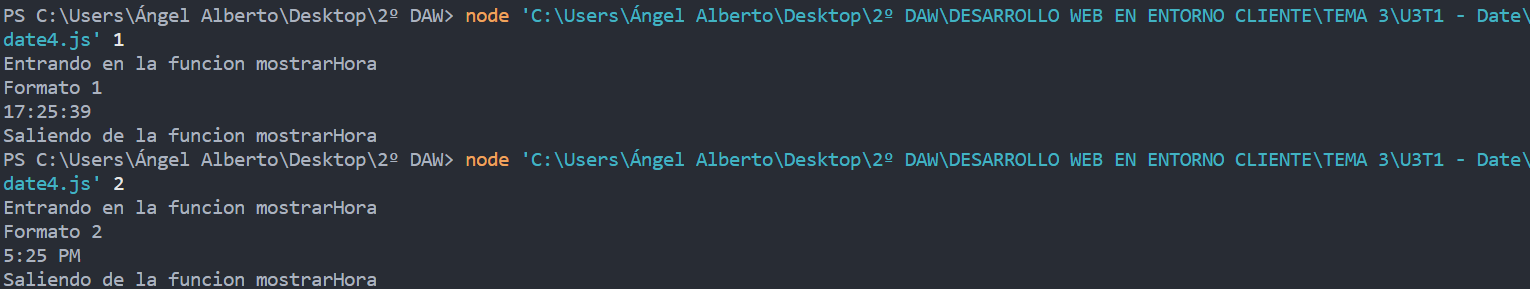 PS C:\Users\Ángel Alberto\Desktop\2º DAW> node 'C:\Users\Ángel Alberto\Desktop\2º DAW\DESARROLLO WEB EN ENTORNO CLIENTE\TEMA 3\U3T1 - Date\
date4.js' 1
Entrando en la funcion mostrarHora
Formato 1
17:25:39
Saliendo de la funcion mostrarHora
PS C:\Users\Ángel Alberto\Desktop\2º DAW> node 'C:\Users\Ángel Alberto\Desktop\2º DAW\DESARROLLO WEB EN ENTORNO CLIENTE\TEMA 3\U3T1 - Date\
date4.js' 2
Entrando en la funcion mostrarHora
Formato 2
5:25 PM
Saliendo de la funcion mostrarHora